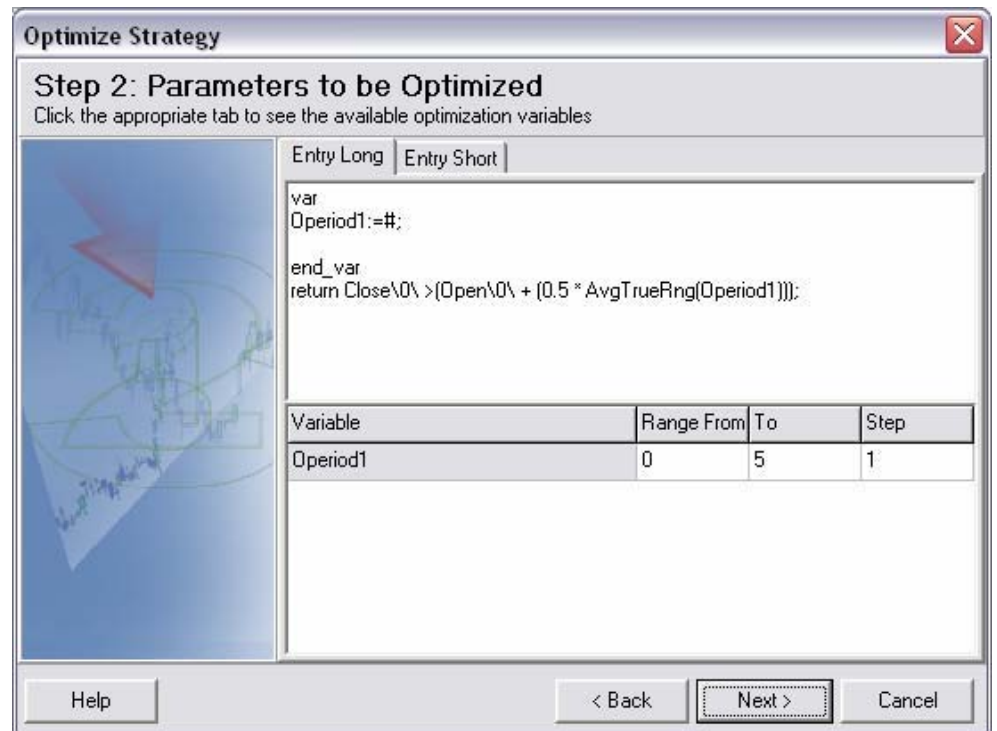 Optimize Strategy
Step 2: Parameters to be Optimized
Click the appropriate tab to see the available optimization variables
Entry Long Entry Short
var
Operiod1:=#;
end_var
return Close\0\ >(Open\0\ + (0.5 * AvgTrueRng(Operiod1)));
Variable Range From To Step
Operiod1 0 5 1
Help < Back Next > Cancel